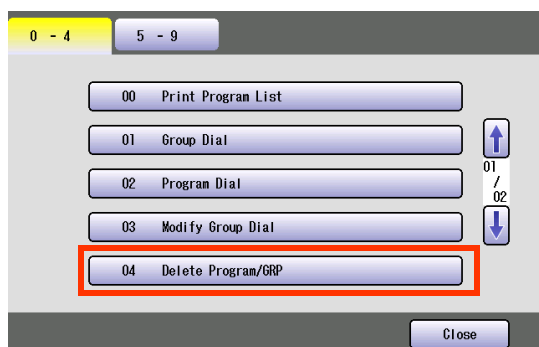 0 - 4
5 - 9
00 Print Program List
01 Group Dial
02 Program Dial
03 Modify Group Dial
04 Delete Program/GRP
01
/
02
Close